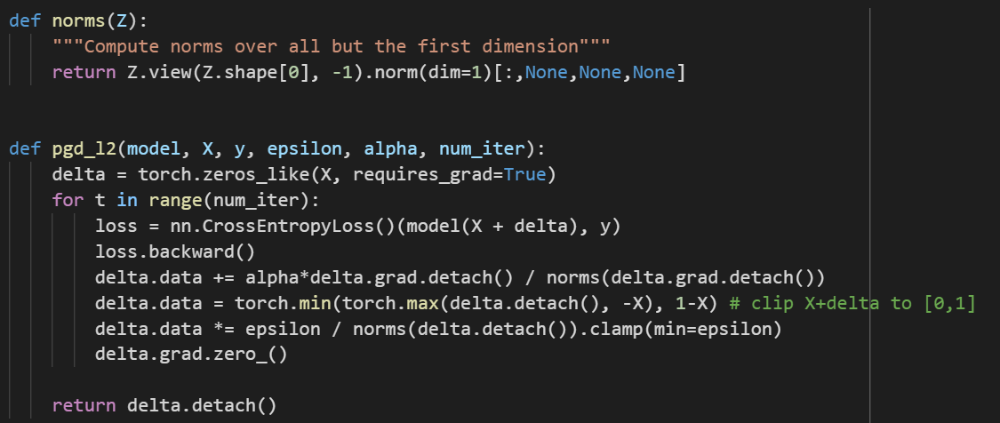 def norms(Z):
    """Compute norms over all but the first dimension"""
    return Z.view(Z.shape[0], -1).norm(dim=1)[:,None,None,None]
def pgd_l2(model, X, y, epsilon, alpha, num_iter):
    delta = torch.zeros_like(X, requires_grad=True)
    for t in range(num_iter):
        loss = nn.CrossEntropyLoss()(model(X + delta), y)
        loss.backward()
        delta.data += alpha*delta.grad.detach() / norms(delta.grad.detach())
        delta.data = torch.min(torch.max(delta.detach(), -X), 1-X) # clip X+delta to [0,1]
        delta.data *= epsilon / norms(delta.detach()).clamp(min=epsilon)
        delta.grad.zero_()
    return delta.detach()